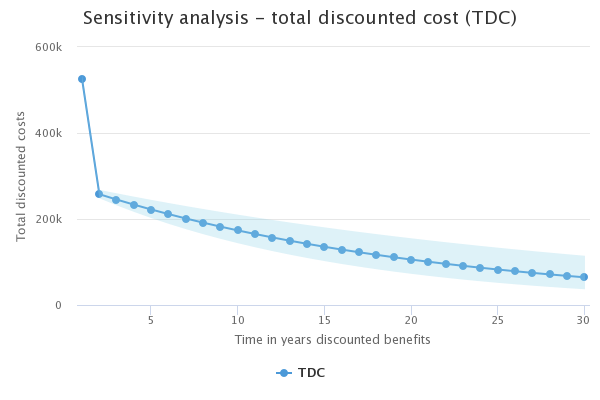 Sensitivity analysis – total discounted cost (TDC)
600k
400k
200k
0
Total discounted costs
5
10
15
20
25
30
Time in years discounted benefits
TDC